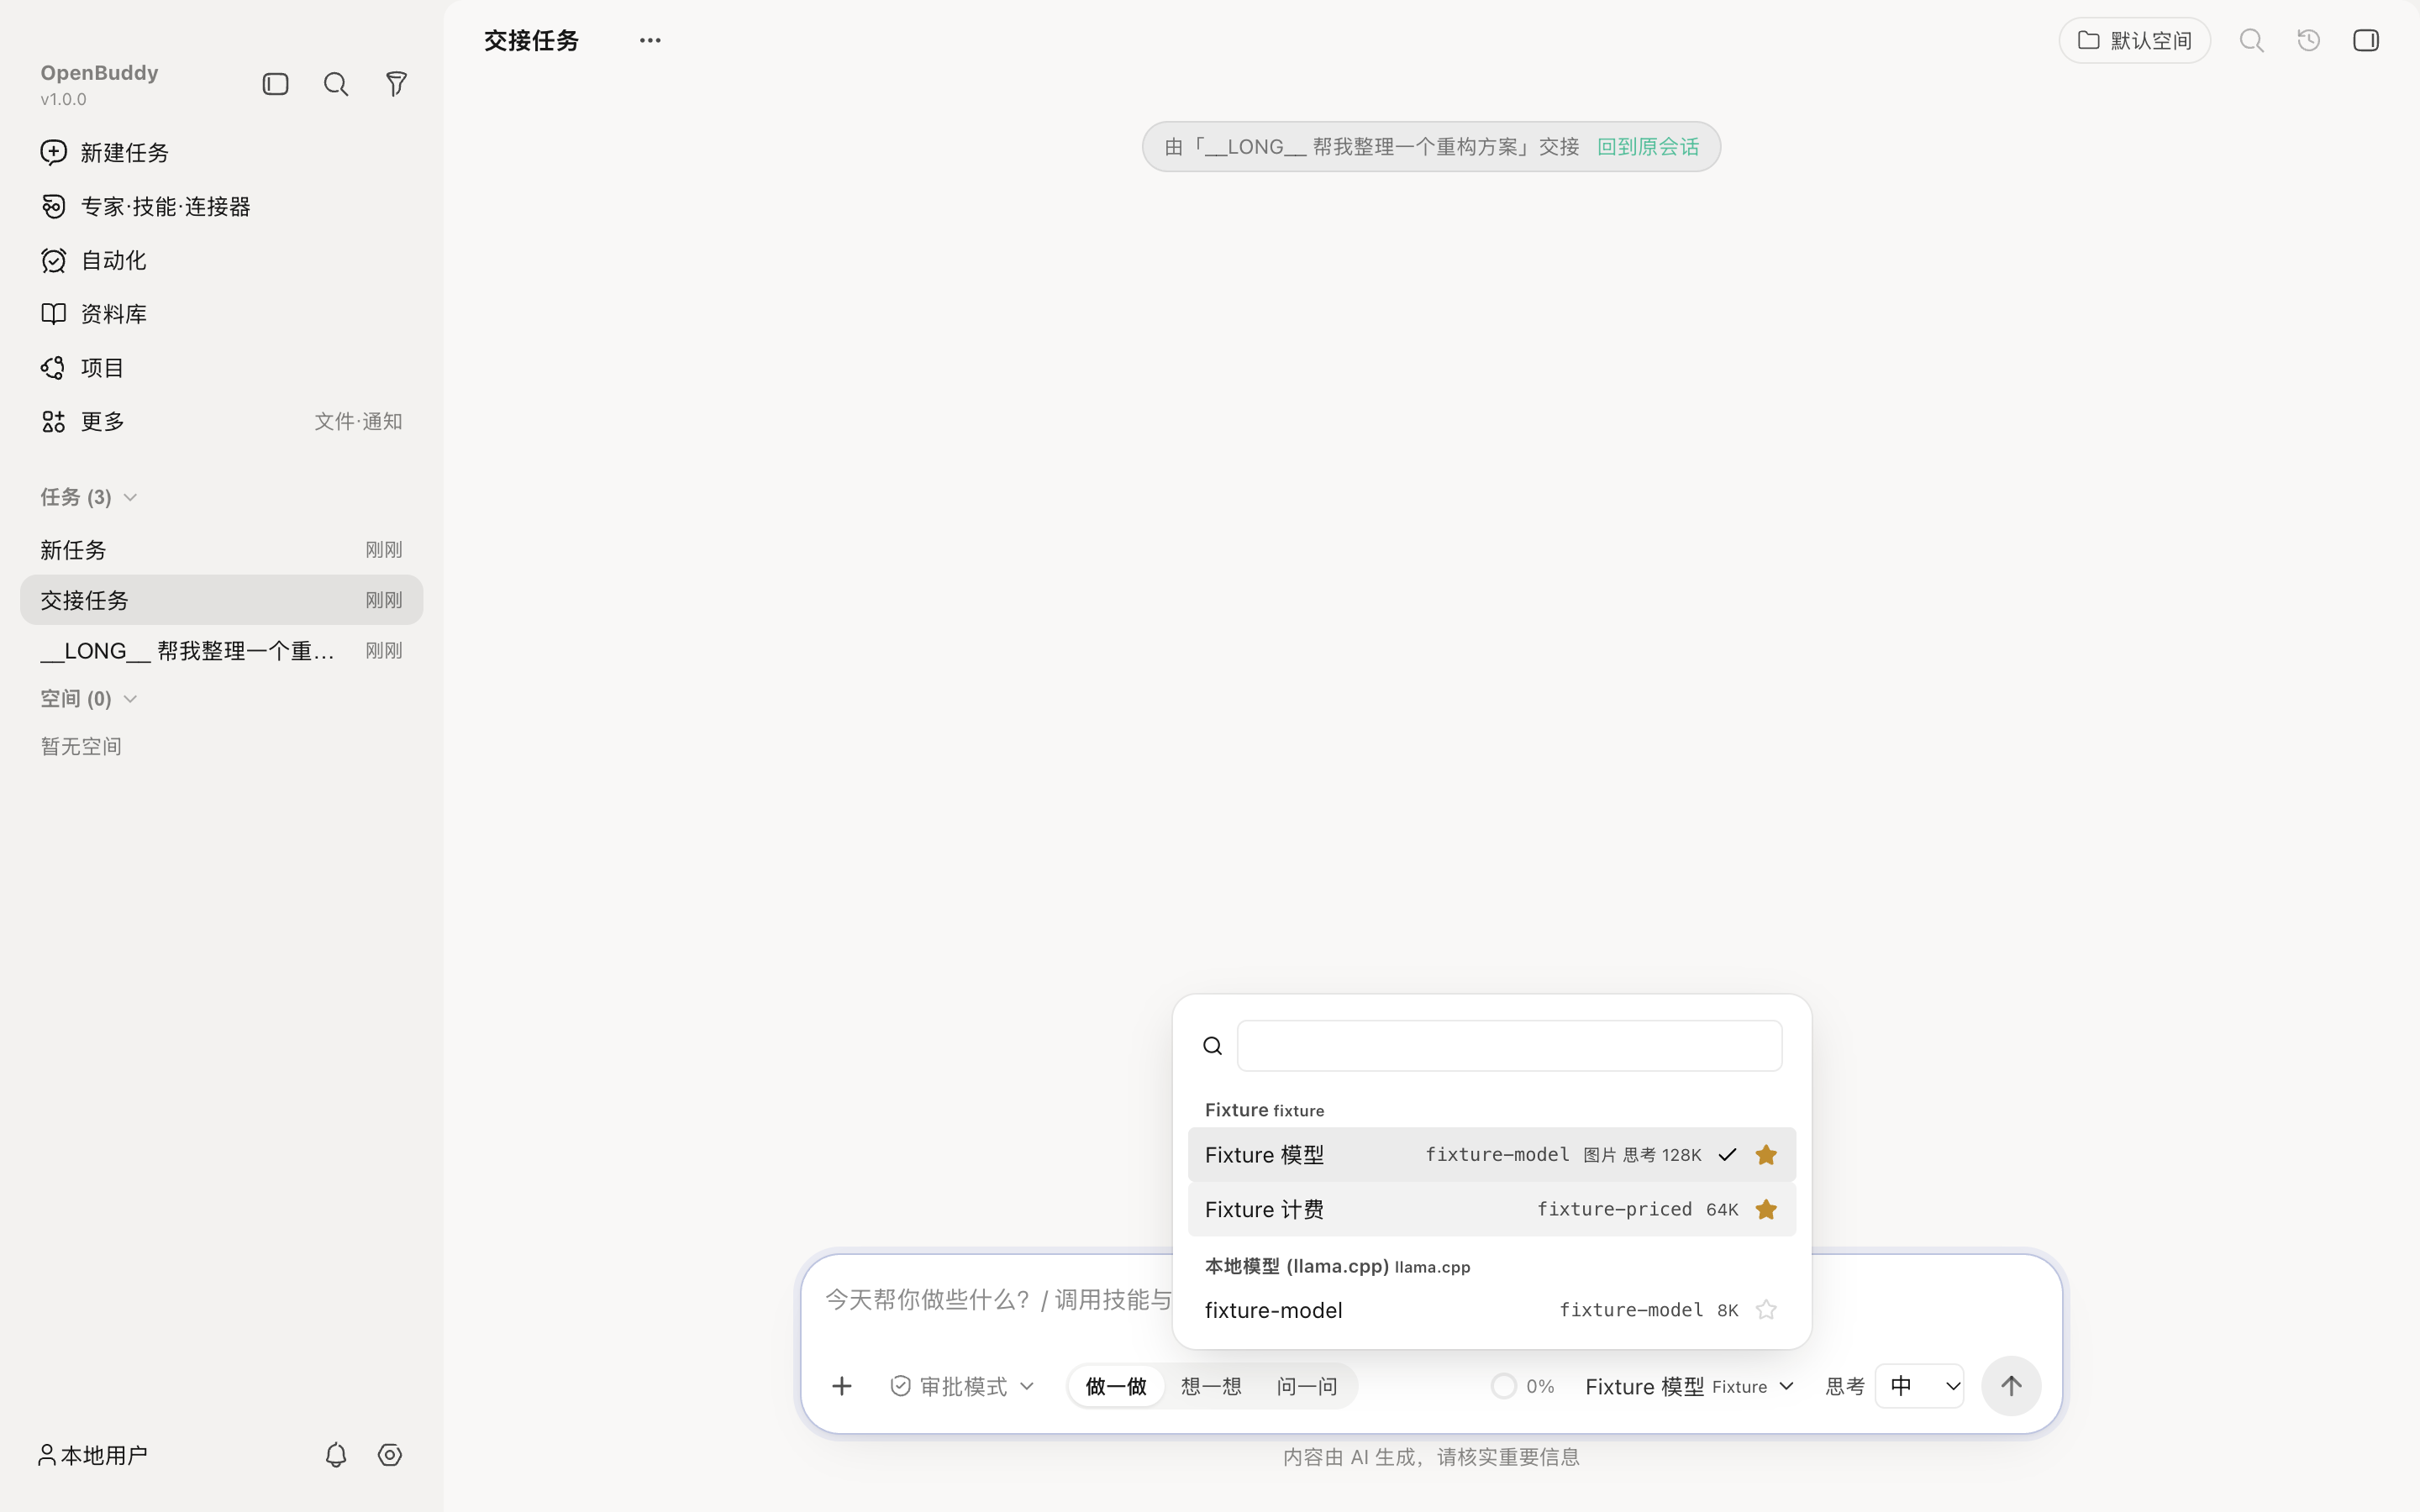 OpenBuddy
v1.0.0
新建任务
专家·技能·连接器
自动化
资料库
项目
更多 文件·通知
任务 (3)
新任务 刚刚
交接任务 刚刚
__LONG__ 帮我整理一个重… 刚刚
空间 (0)
暂无空间
本地用户
交接任务
默认空间
由「__LONG__ 帮我整理一个重构方案」交接 回到原会话
Fixture fixture
Fixture 模型 fixture-model 图片 思考 128K
Fixture 计费 fixture-priced 64K
本地模型 (llama.cpp) llama.cpp
fixture-model fixture-model 8K
今天帮你做些什么？/ 调用技能与
审批模式 做一做 想一想 问一问 0% Fixture 模型 Fixture 思考 中
内容由 AI 生成，请核实重要信息